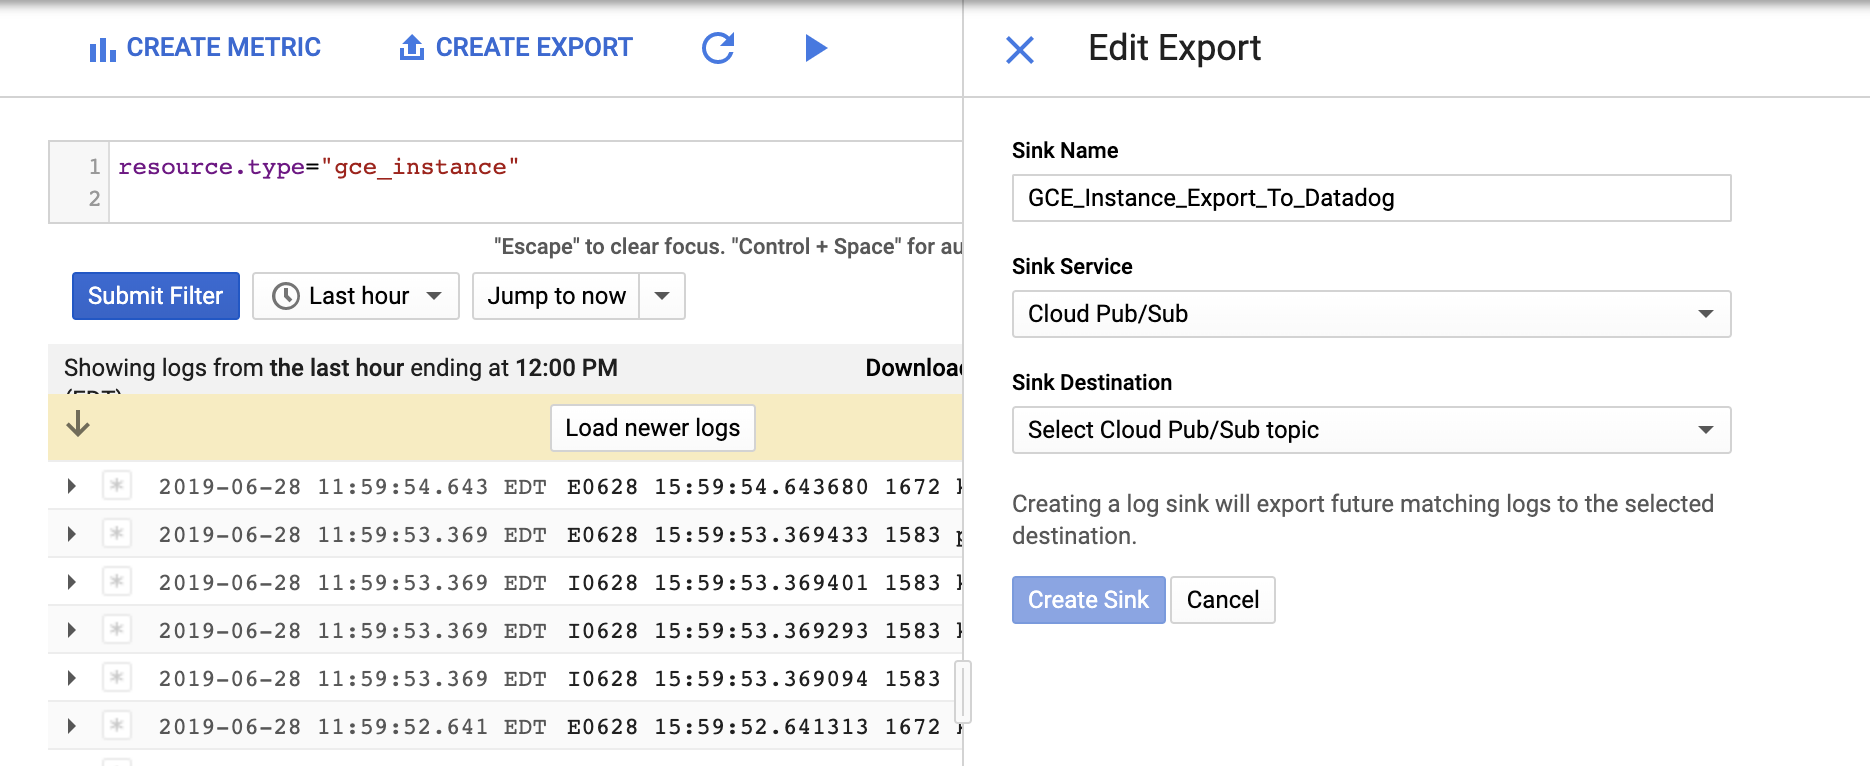 CREATE METRIC CREATE EXPORT
1 resource.type="gce_instance"
2
"Escape" to clear focus. "Control + Space" for au
Submit Filter Last hour Jump to now
Showing logs from the last hour ending at 12:00 PM Download
(EDT)
Load newer logs
* 2019-06-28 11:59:54.643 EDT E0628 15:59:54.643680 1672
* 2019-06-28 11:59:53.369 EDT E0628 15:59:53.369433 1583
* 2019-06-28 11:59:53.369 EDT I0628 15:59:53.369401 1583
* 2019-06-28 11:59:53.369 EDT I0628 15:59:53.369293 1583
* 2019-06-28 11:59:53.369 EDT I0628 15:59:53.369094 1583
* 2019-06-28 11:59:52.641 EDT E0628 15:59:52.641313 1672
Edit Export
Sink Name
GCE_Instance_Export_To_Datadog
Sink Service
Cloud Pub/Sub
Sink Destination
Select Cloud Pub/Sub topic
Creating a log sink will export future matching logs to the selected
destination.
Create Sink Cancel